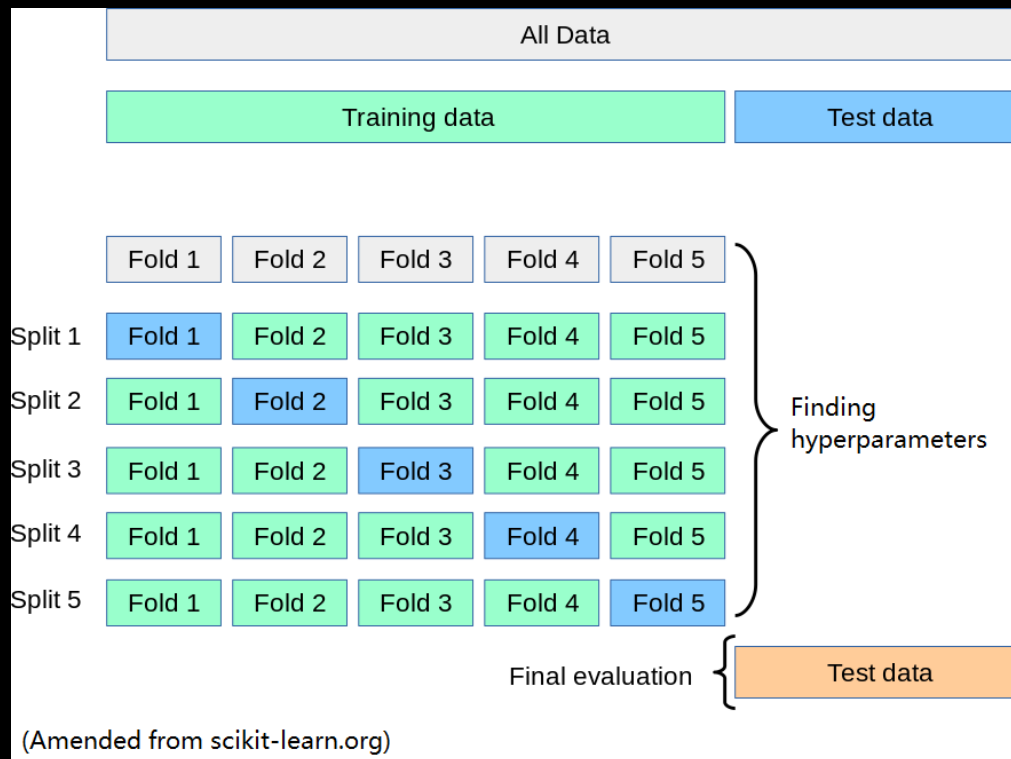 All Data
Training data Test data
Fold 1 Fold 2 Fold 3 Fold 4 Fold 5
Split 1 Fold 1 Fold 2 Fold 3 Fold 4 Fold 5
Split 2 Fold 1 Fold 2 Fold 3 Fold 4 Fold 5
Finding
hyperparameters
Split 3 Fold 1 Fold 2 Fold 3 Fold 4 Fold 5
Split 4 Fold 1 Fold 2 Fold 3 Fold 4 Fold 5
Split 5 Fold 1 Fold 2 Fold 3 Fold 4 Fold 5
Final evaluation Test data
(Amended from scikit-learn.org)